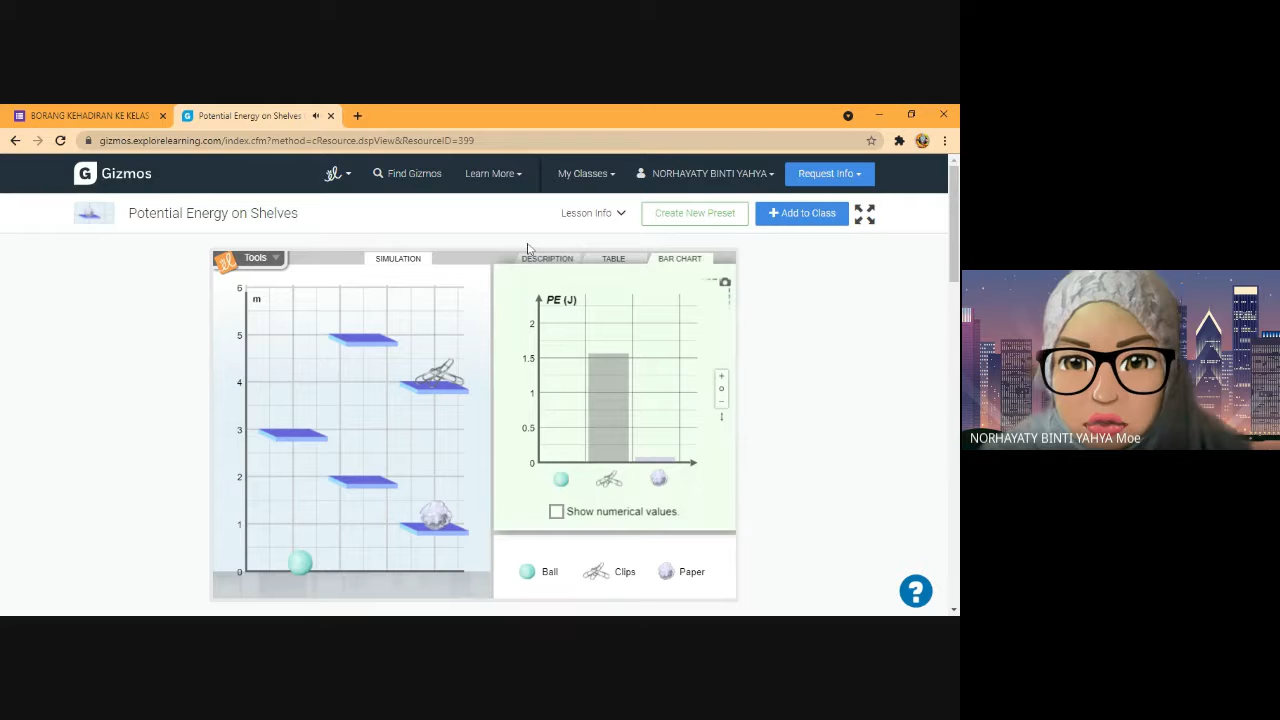 BORANG KEHADIRAN KE KELAS
Potential Energy on Shelves
gizmos.explorelearning.com/index.cfm?method=cResource.dspView&ResourceID=399
G Gizmos
Find Gizmos
Learn More
My Classes
NORHAYATY BINTI YAHYA
Request Info
Potential Energy on Shelves
Lesson Info
Create New Preset
+ Add to Class
Tools
SIMULATION
DESCRIPTION
TABLE
BAR CHART
6
m
5
4
3
2
1
0
PE (J)
2
1.5
1
0.5
0
+
o
−
Show numerical values.
Ball
Clips
Paper
?
NORHAYATY BINTI YAHYA Moe